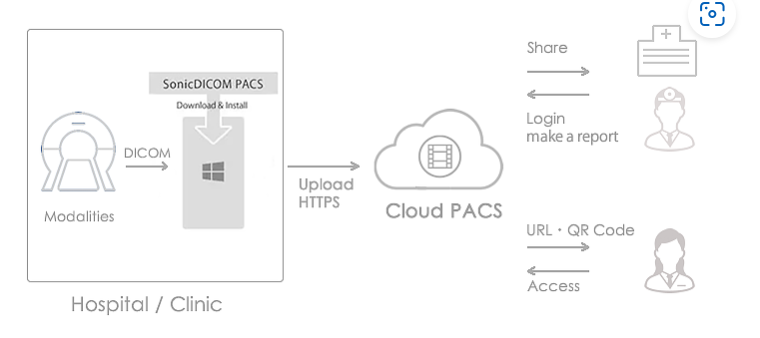 SonicDICOM PACS
Download & Install
DICOM
Modalities
Hospital / Clinic
Upload
HTTPS
Cloud PACS
Share
Login
make a report
URL・QR Code
Access